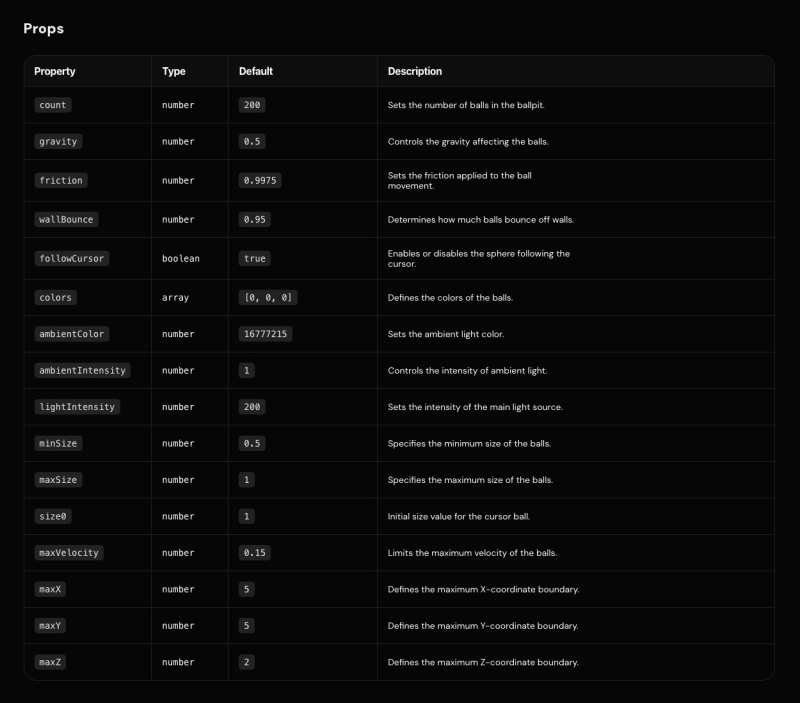 Props
Property Type Default Description
count number 200 Sets the number of balls in the ballpit.
gravity number 0.5 Controls the gravity affecting the balls.
friction number 0.9975 Sets the friction applied to the ball
movement.
wallBounce number 0.95 Determines how much balls bounce off walls.
followCursor boolean true Enables or disables the sphere following the
cursor.
colors array [0, 0, 0] Defines the colors of the balls.
ambientColor number 16777215 Sets the ambient light color.
ambientIntensity number 1 Controls the intensity of ambient light.
lightIntensity number 200 Sets the intensity of the main light source.
minSize number 0.5 Specifies the minimum size of the balls.
maxSize number 1 Specifies the maximum size of the balls.
size0 number 1 Initial size value for the cursor ball.
maxVelocity number 0.15 Limits the maximum velocity of the balls.
maxX number 5 Defines the maximum X-coordinate boundary.
maxY number 5 Defines the maximum Y-coordinate boundary.
maxZ number 2 Defines the maximum Z-coordinate boundary.